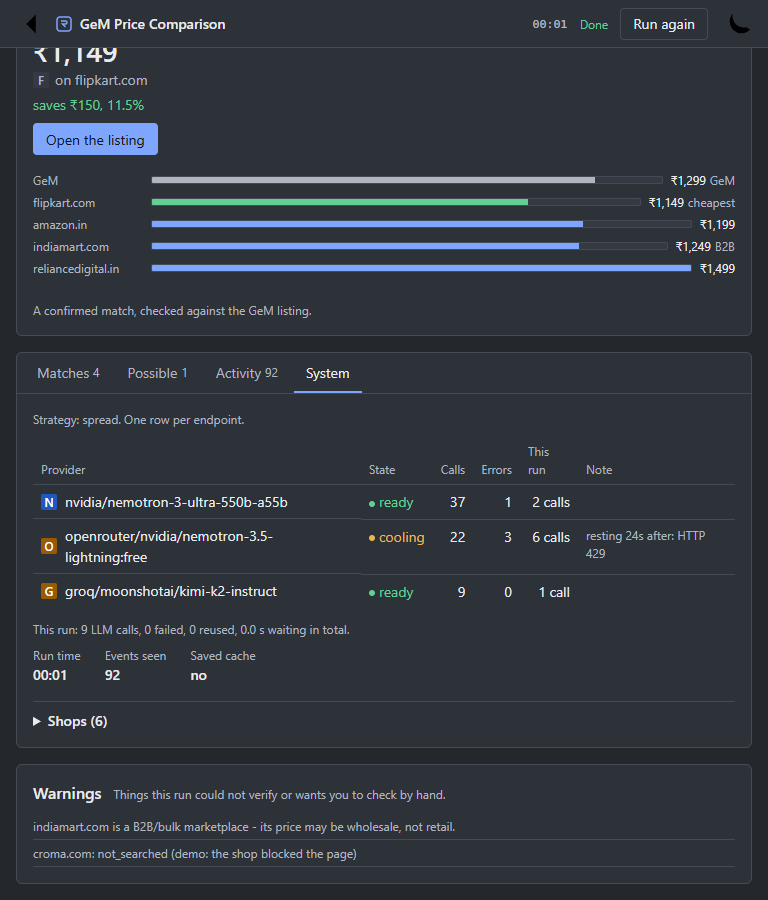 GeM Price Comparison
00:01 Done Run again
₹1,149
F on flipkart.com
saves ₹150, 11.5%
Open the listing
GeM ₹1,299 GeM
flipkart.com ₹1,149 cheapest
amazon.in ₹1,199
indiamart.com ₹1,249 B2B
reliancedigital.in ₹1,499
A confirmed match, checked against the GeM listing.
Matches 4 Possible 1 Activity 92 System
Strategy: spread. One row per endpoint.
Provider State Calls Errors This run Note
N nvidia/nemotron-3-ultra-550b-a55b ready 37 1 2 calls
O openrouter/nvidia/nemotron-3.5-
lightning:free cooling 22 3 6 calls resting 24s after: HTTP
429
G groq/moonshotai/kimi-k2-instruct ready 9 0 1 call
This run: 9 LLM calls, 0 failed, 0 reused, 0.0 s waiting in total.
Run time Events seen Saved cache
00:01 92 no
Shops (6)
Warnings Things this run could not verify or wants you to check by hand.
indiamart.com is a B2B/bulk marketplace - its price may be wholesale, not retail.
croma.com: not_searched (demo: the shop blocked the page)